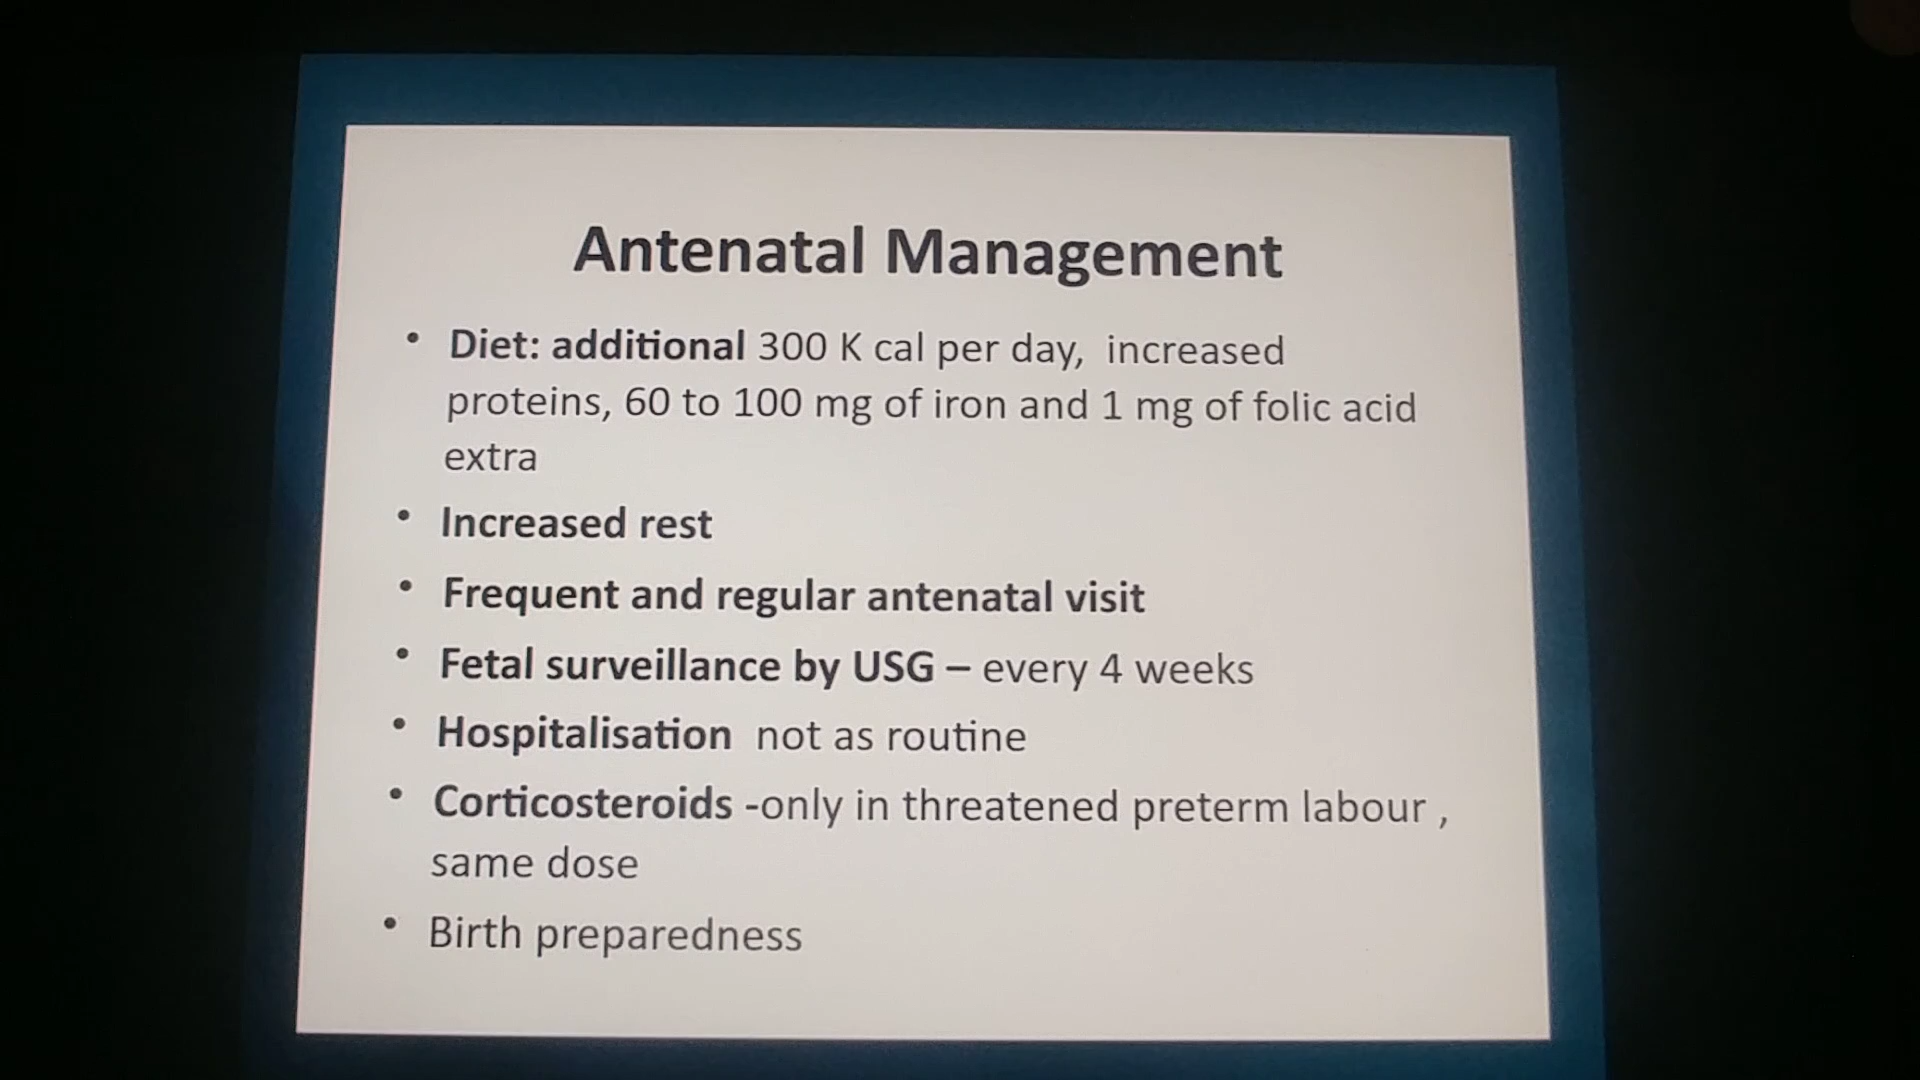 Antenatal Management
• Diet: additional 300 K cal per day, increased
proteins, 60 to 100 mg of iron and 1 mg of folic acid
extra
• Increased rest
• Frequent and regular antenatal visit
• Fetal surveillance by USG – every 4 weeks
• Hospitalisation not as routine
• Corticosteroids -only in threatened preterm labour ,
same dose
• Birth preparedness